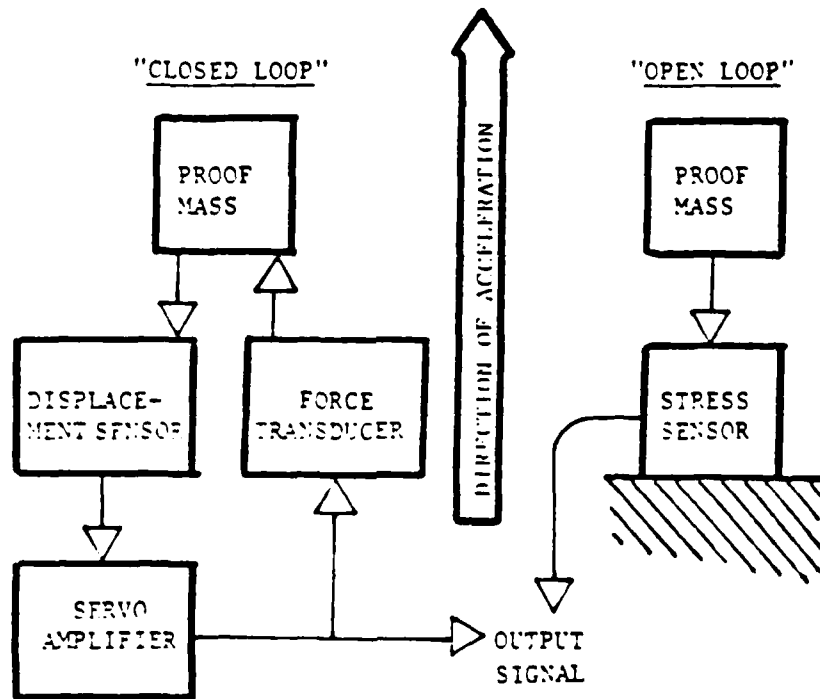 "CLOSED LOOP"
PROOF
MASS
DISPLACE-
MENT SENSOR
FORCE
TRANSDUCER
SERVO
AMPLIFIER
DIRECTION OF ACCELERATION
"OPEN LOOP"
PROOF
MASS
STRESS
SENSOR
OUTPUT
SIGNAL